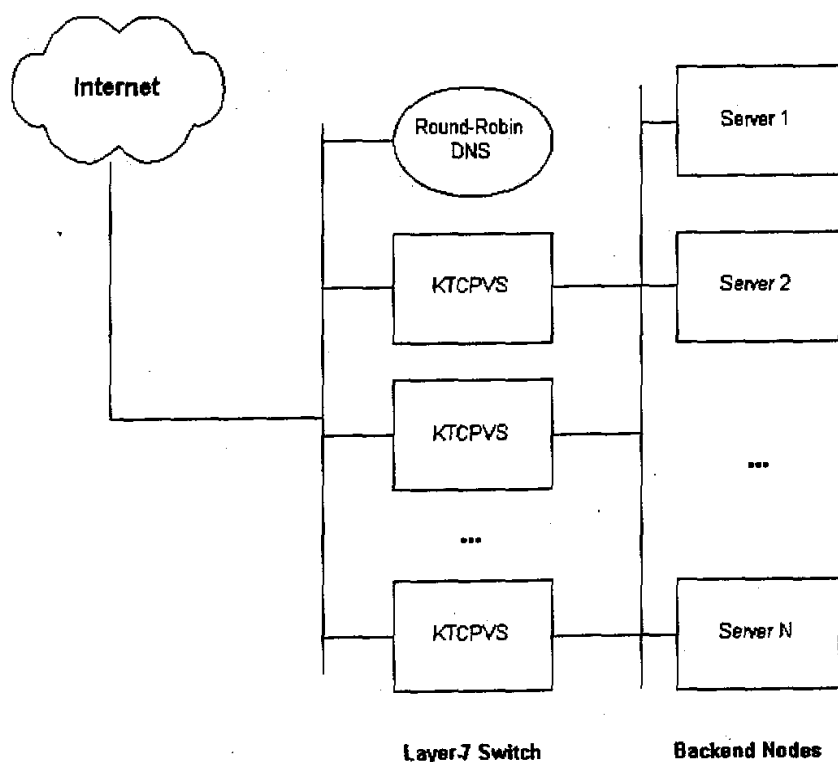 Internet
Round-Robin
DNS
Server 1
KTCPVS
Server 2
KTCPVS
...
...
KTCPVS
Server N
Layer-7 Switch
Backend Nodes